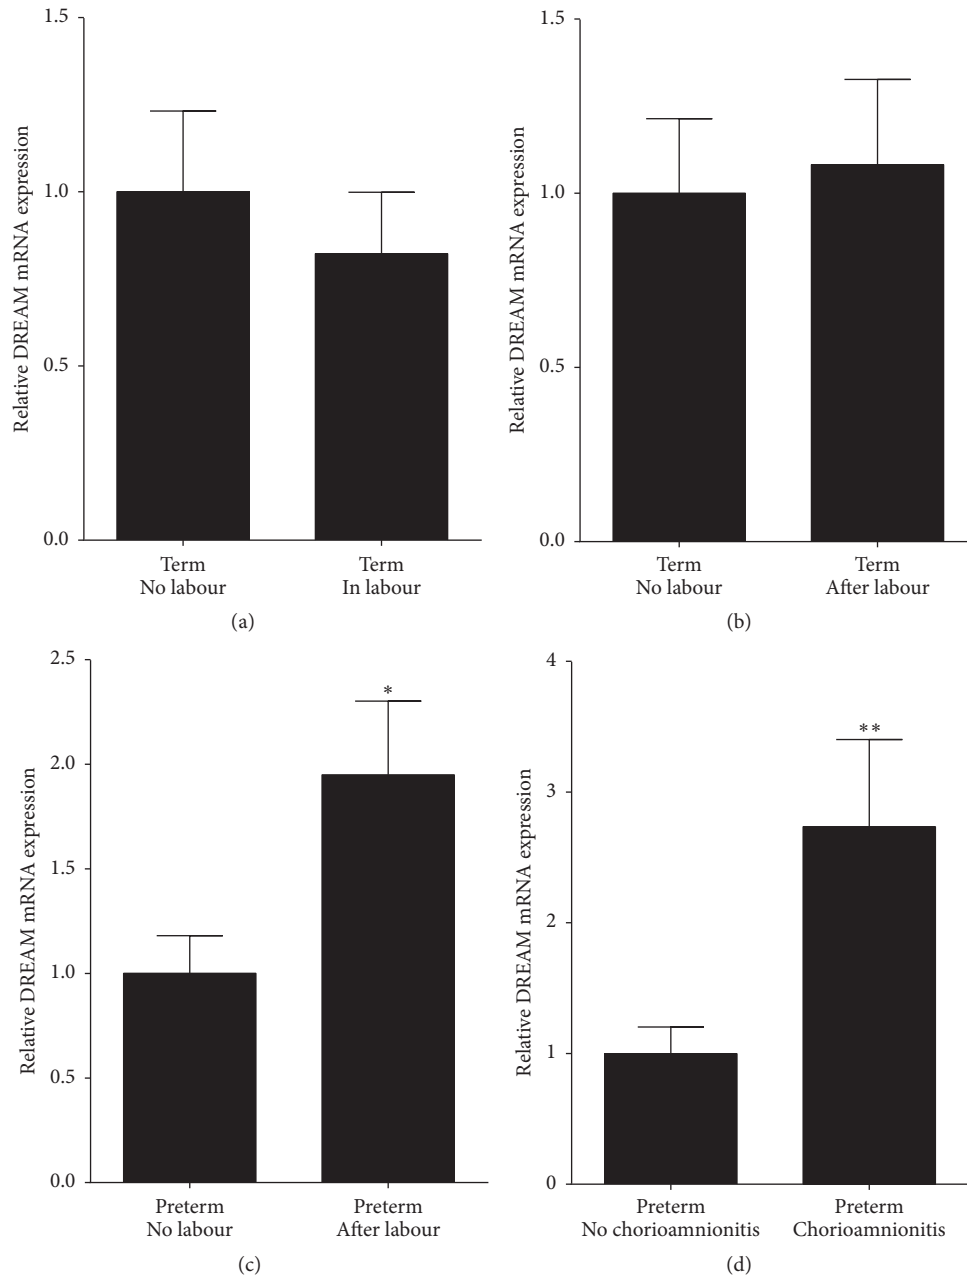 1.5
1.0
0.5
0.0
Relative DREAM mRNA expression
Term
No labour
Term
In labour
(a)
1.5
1.0
0.5
0.0
Relative DREAM mRNA expression
Term
No labour
Term
After labour
(b)
2.5
2.0
1.5
1.0
0.5
0.0
Relative DREAM mRNA expression
*
Preterm
No labour
Preterm
After labour
(c)
4
3
2
1
0
Relative DREAM mRNA expression
**
Preterm
No chorioamnionitis
Preterm
Chorioamnionitis
(d)